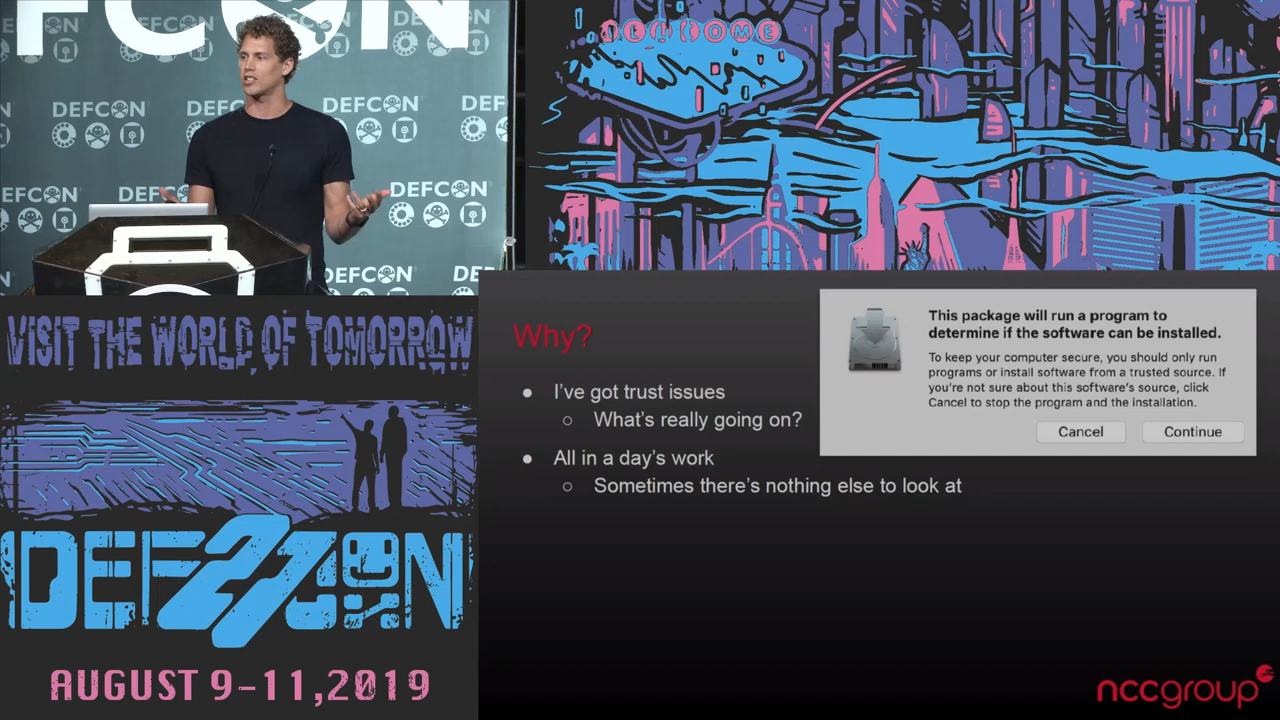 FCON
DEFCON
DEFCON
DEFCON
DEFCON
DEF
DEFCON
DEFCON
DEFCON
DEFCON
DEF
WELCOME
VISIT THE WORLD OF TOMORROW
DEF27CON
AUGUST 9-11,2019
Why?
● I've got trust issues
○ What's really going on?
● All in a day's work
○ Sometimes there's nothing else to look at
This package will run a program to
determine if the software can be installed.
To keep your computer secure, you should only run
programs or install software from a trusted source. If
you're not sure about this software's source, click
Cancel to stop the program and the installation.
Cancel Continue
nccgroup